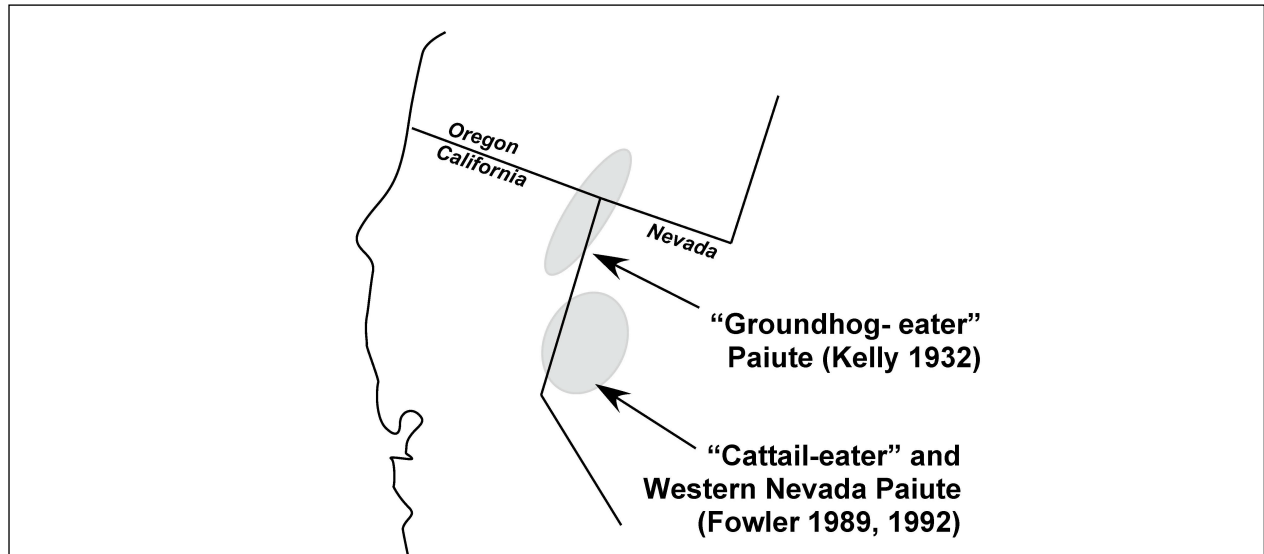 Oregon
California
Nevada
“Groundhog- eater”
Paiute (Kelly 1932)
“Cattail-eater” and
Western Nevada Paiute
(Fowler 1989, 1992)